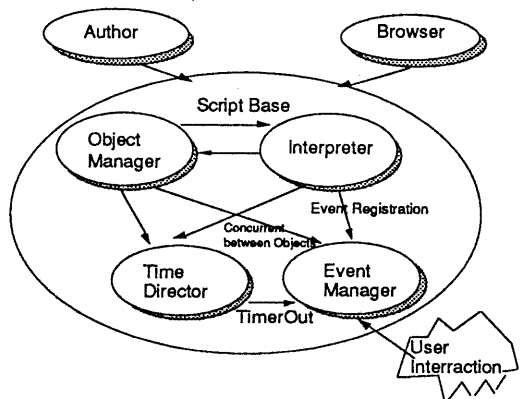 Author
Browser
Script Base
Object
Manager
Interpreter
Event Registration
Concurrent
between Objects
Time
Director
Event
Manager
TimerOut
User
Interraction